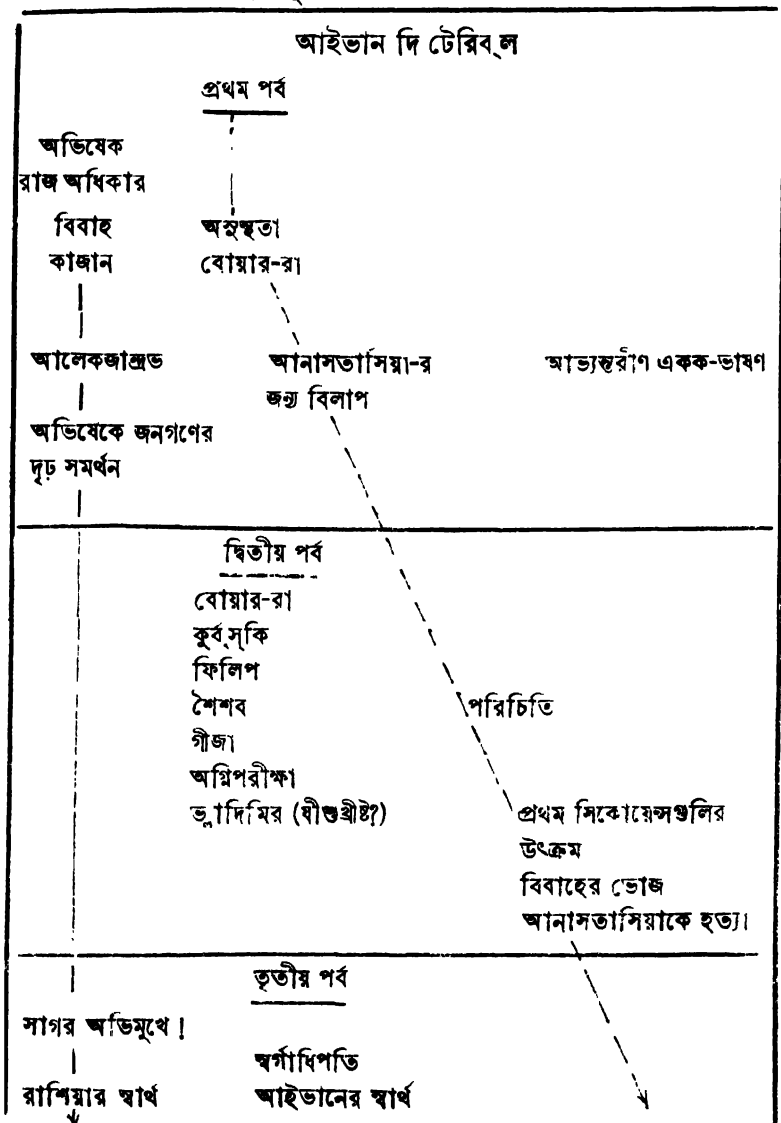 আইভান দি টেরিব্‌ল
প্রথম পর্ব
অভিষেক
রাজ অধিকার
বিবাহ
কাজান
অসুস্থতা
বোয়ার-রা
আলেকজান্দ্রভ
আনাসতাসিয়া-র
জন্য বিলাপ
আভ্যন্তরীণ একক-ভাষণ
অভিষেকে জনগণের
দৃঢ় সমর্থন
দ্বিতীয় পর্ব
বোয়ার-রা
কুর্ব্‌স্কি
ফিলিপ
শৈশব
গীর্জা
অগ্নিপরীক্ষা
ভ্লাদিমির (যীশুখ্রীষ্ট?)
পরিচিতি
প্রথম সিকোয়েন্সগুলির
উৎক্রম
বিবাহের ভোজ
আনাসতাসিয়াকে হত্যা।
তৃতীয় পর্ব
সাগর অভিমুখে !
রাশিয়ার স্বার্থ
স্বর্গাধিপতি
আইভানের স্বার্থ